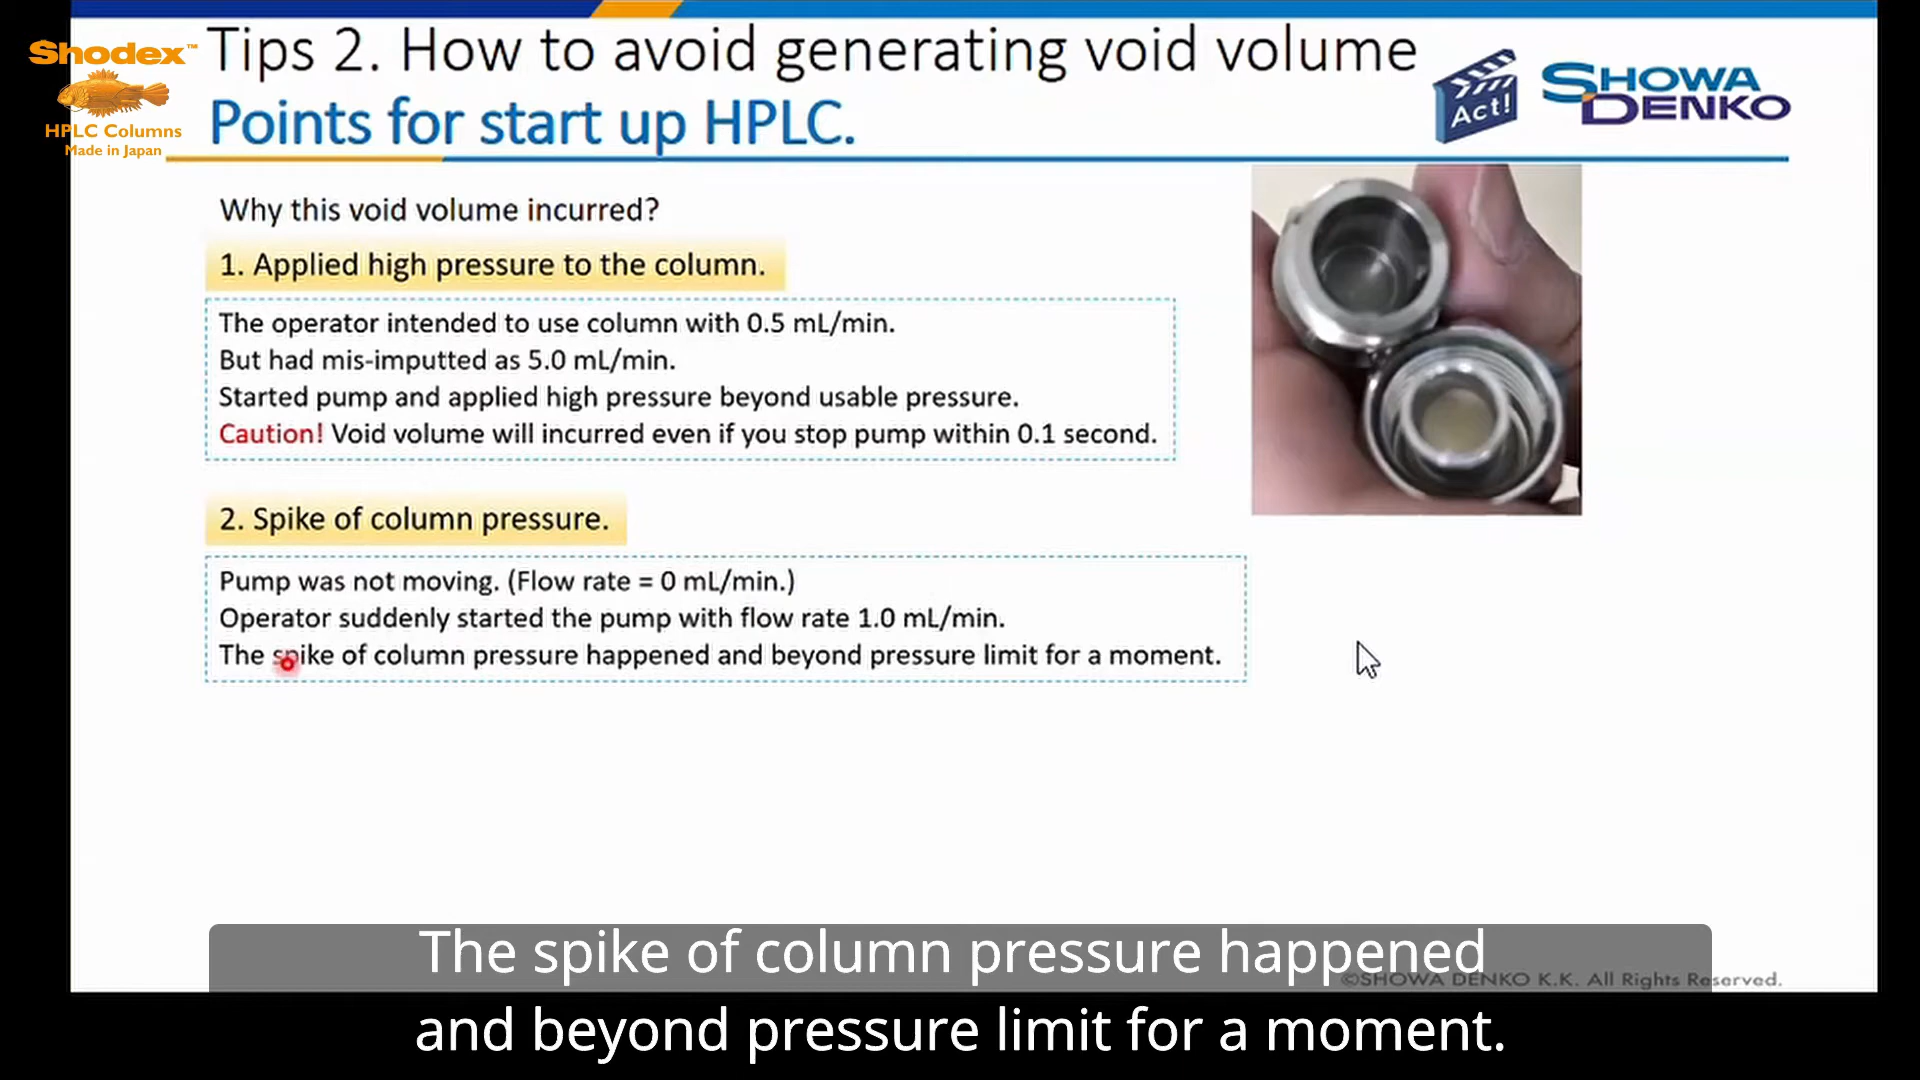 Shodex™
HPLC Columns
Made in Japan
Tips 2. How to avoid generating void volume
Points for start up HPLC.
Act!
SHOWA
DENKO
Why this void volume incurred?
1. Applied high pressure to the column.
The operator intended to use column with 0.5 mL/min.
But had mis-imputted as 5.0 mL/min.
Started pump and applied high pressure beyond usable pressure.
Caution! Void volume will incurred even if you stop pump within 0.1 second.
2. Spike of column pressure.
Pump was not moving. (Flow rate = 0 mL/min.)
Operator suddenly started the pump with flow rate 1.0 mL/min.
The spike of column pressure happened and beyond pressure limit for a moment.
The spike of column pressure happened
©SHOWA DENKO K.K. All Rights Reserved.
and beyond pressure limit for a moment.